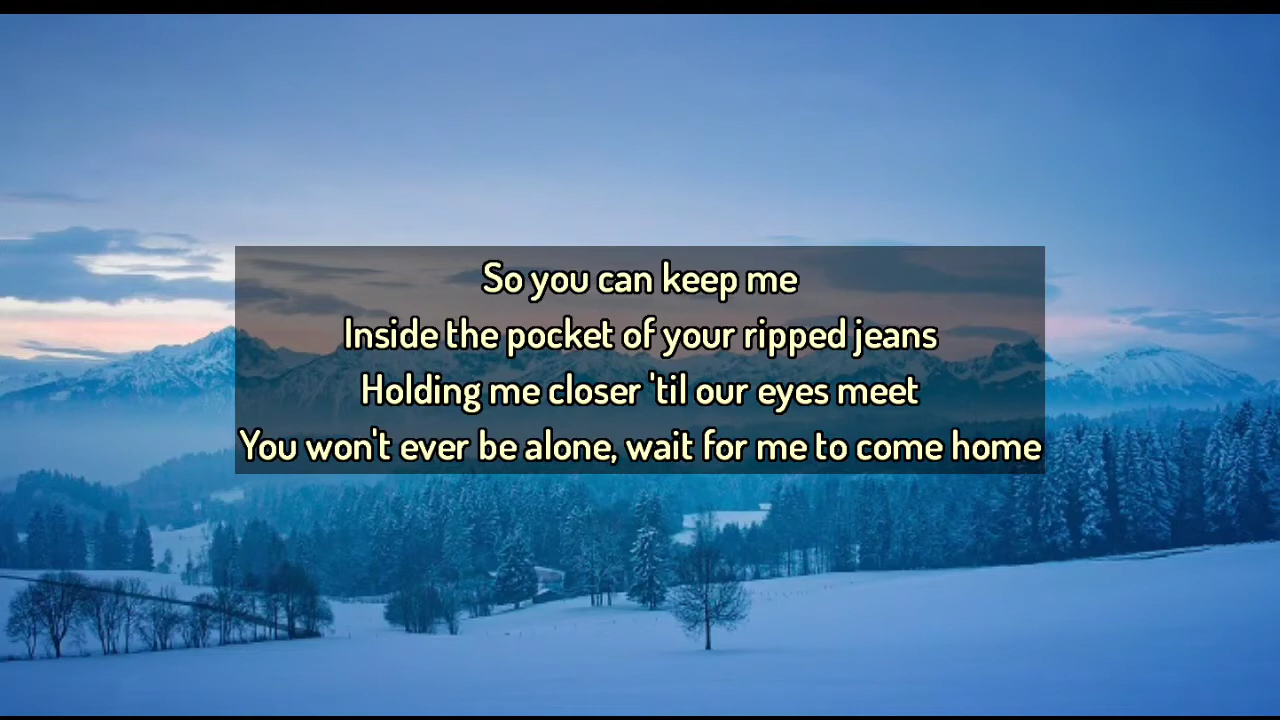 So you can keep me
Inside the pocket of your ripped jeans
Holding me closer 'til our eyes meet
You won't ever be alone, wait for me to come home